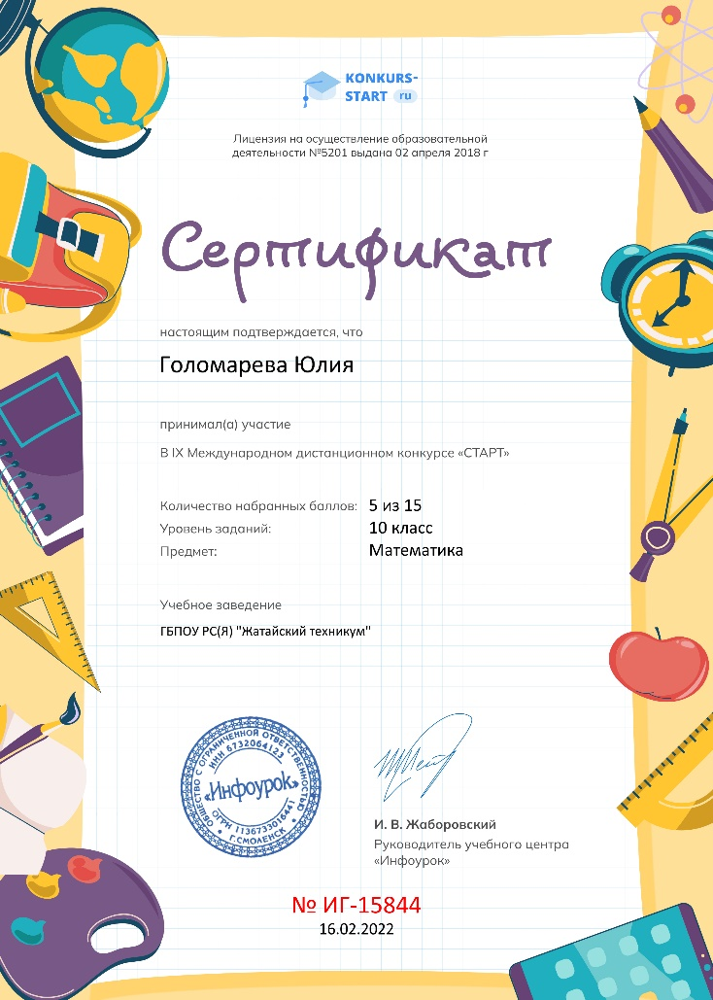 KONKURS-
START ru
Лицензия на осуществление образовательной
деятельности №5201 выдана 02 апреля 2018 г
Сертификат
настоящим подтверждается, что
Голомарева Юлия
принимал(а) участие
В IX Международном дистанционном конкурсе «СТАРТ»
Количество набранных баллов: 5 из 15
Уровень заданий: 10 класс
Предмет: Математика
Учебное заведение
ГБПОУ РС(Я) "Жатайский техникум"
ОБЩЕСТВО С ОГРАНИЧЕННОЙ ОТВЕТСТВЕННОСТЬЮ
ИНН 6732064123
«Инфоурок»
ОГРН 1136733016441
Г.СМОЛЕНСК
И. В. Жаборовский
Руководитель учебного центра
«Инфоурок»
№ ИГ-15844
16.02.2022